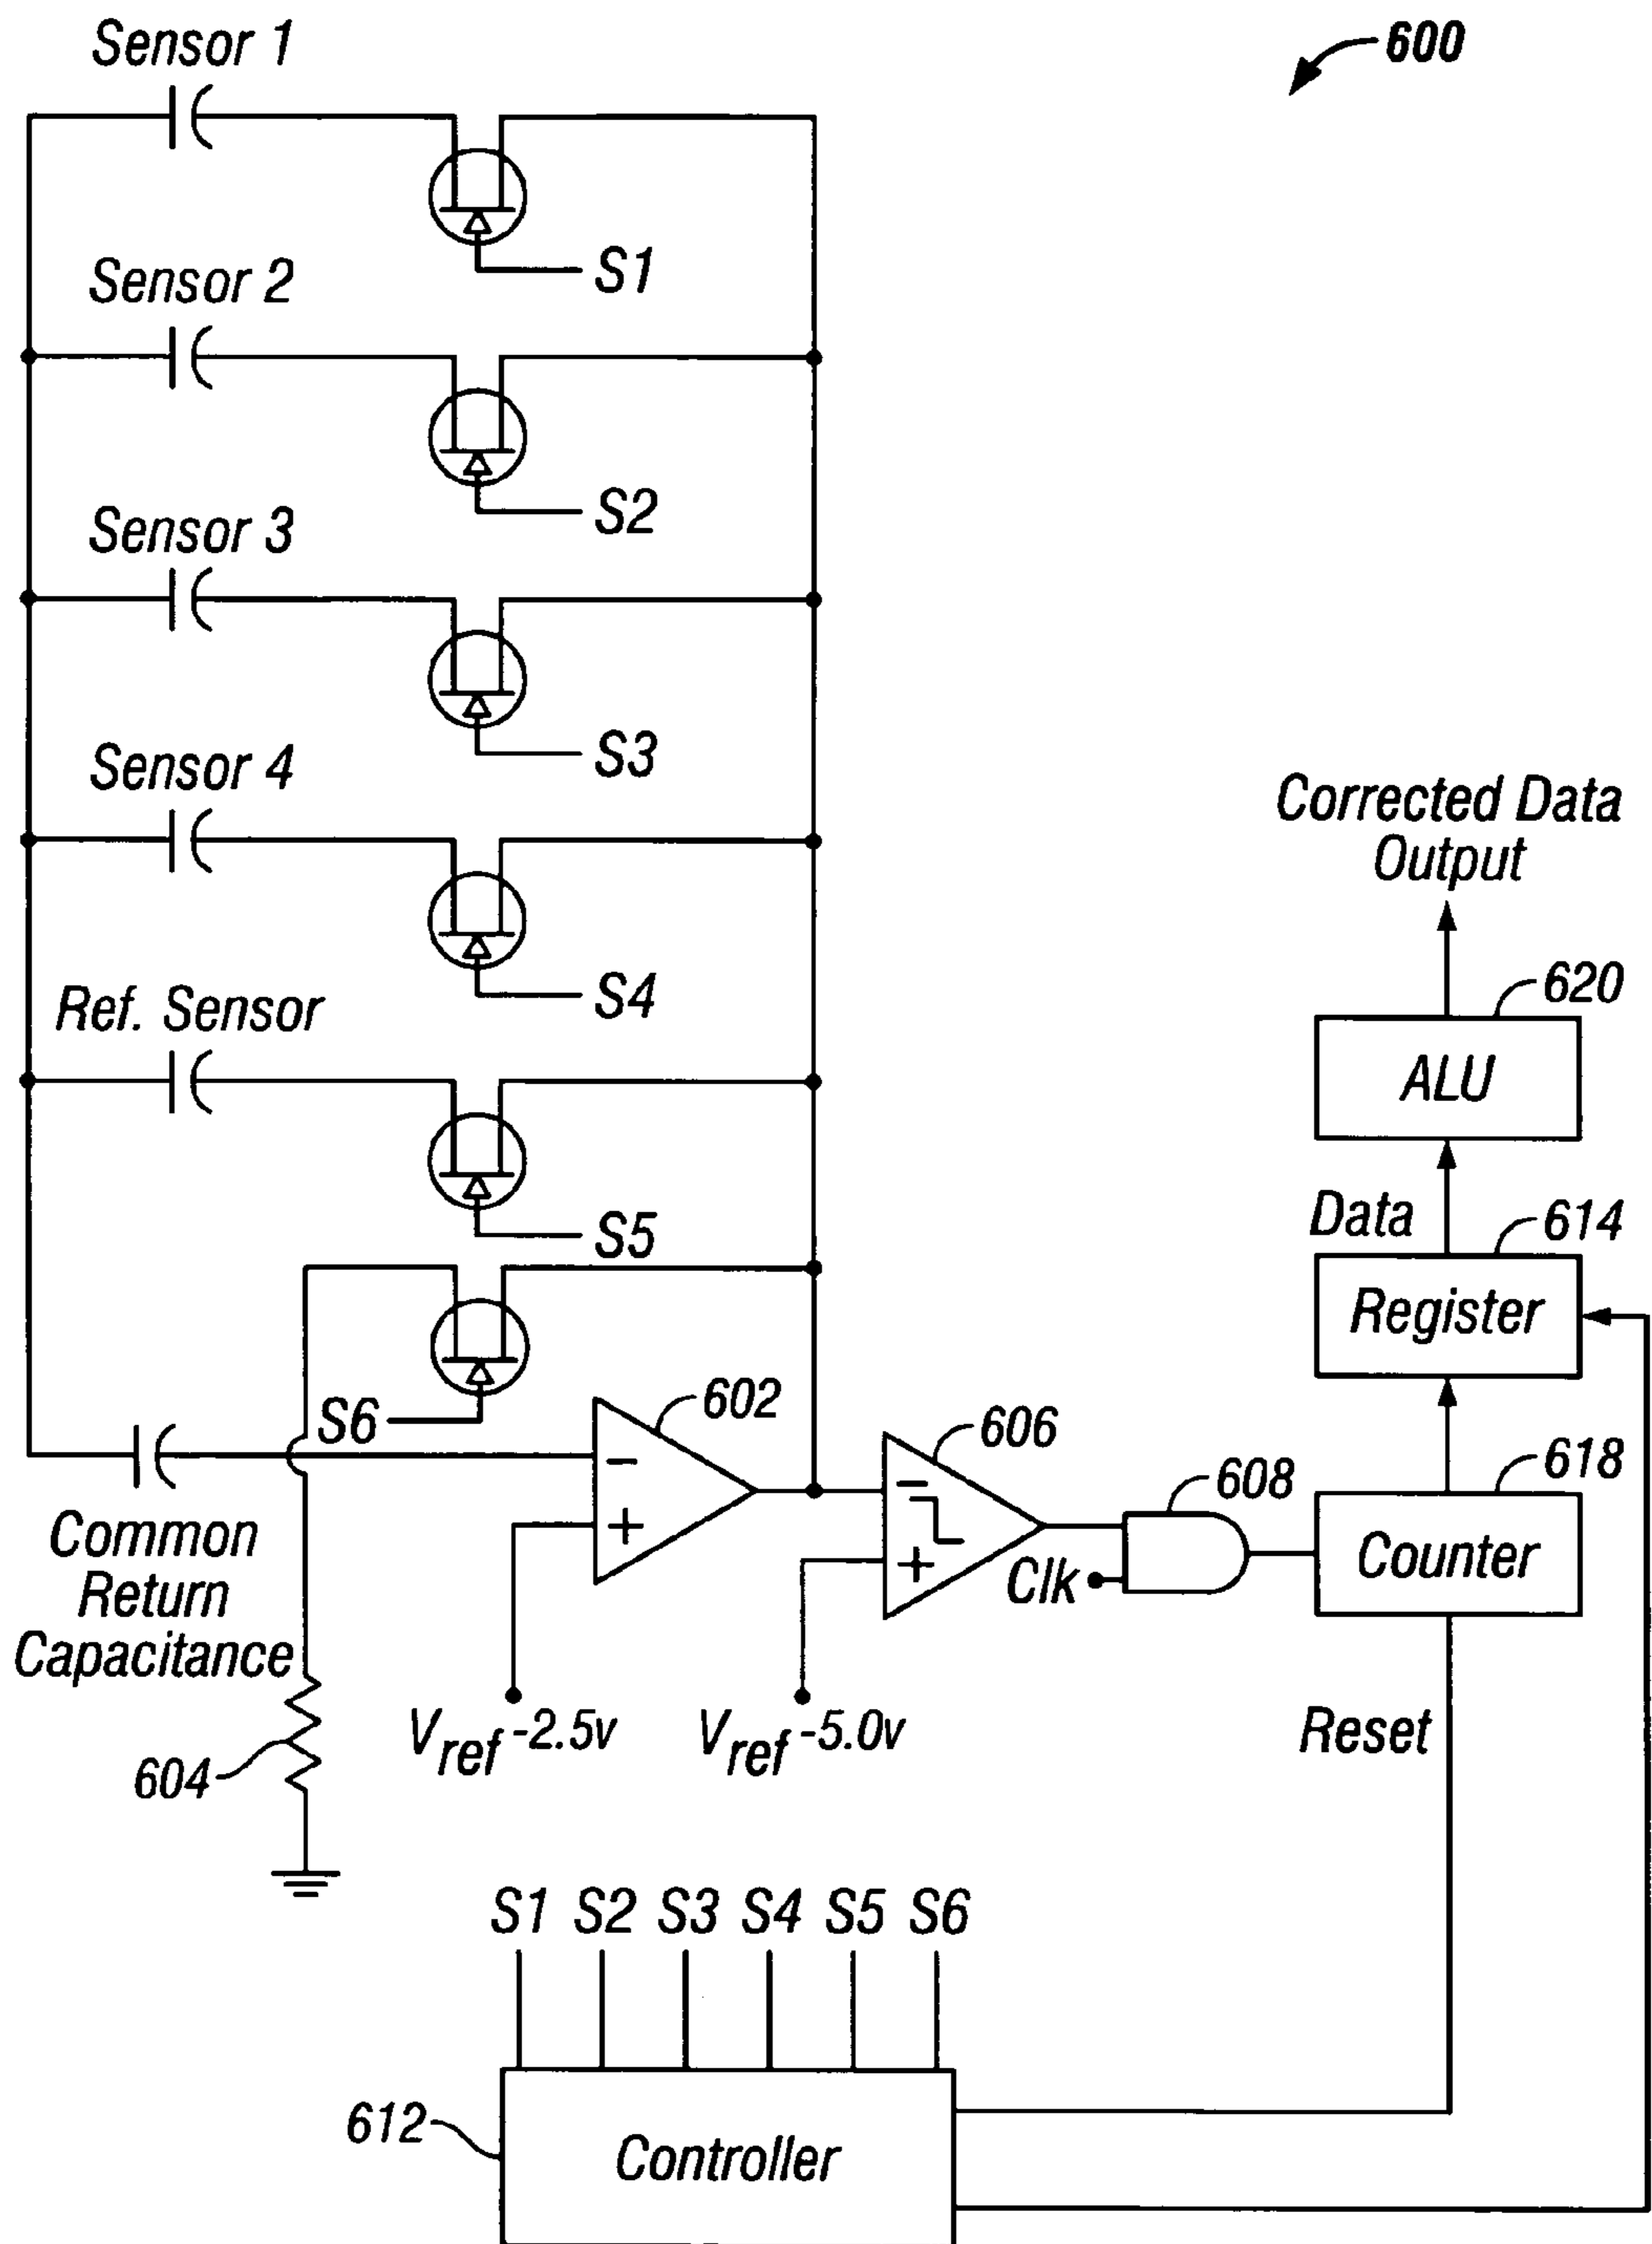 600
Sensor 1
S1
Sensor 2
S2
Sensor 3
S3
Sensor 4
S4
Ref. Sensor
S5
S6
602
606
608
Common
Return
Capacitance
604
Vref -2.5v
Vref -5.0v
Clk
Corrected Data
Output
620
ALU
Data
614
Register
618
Counter
Reset
S1 S2 S3 S4 S5 S6
612
Controller